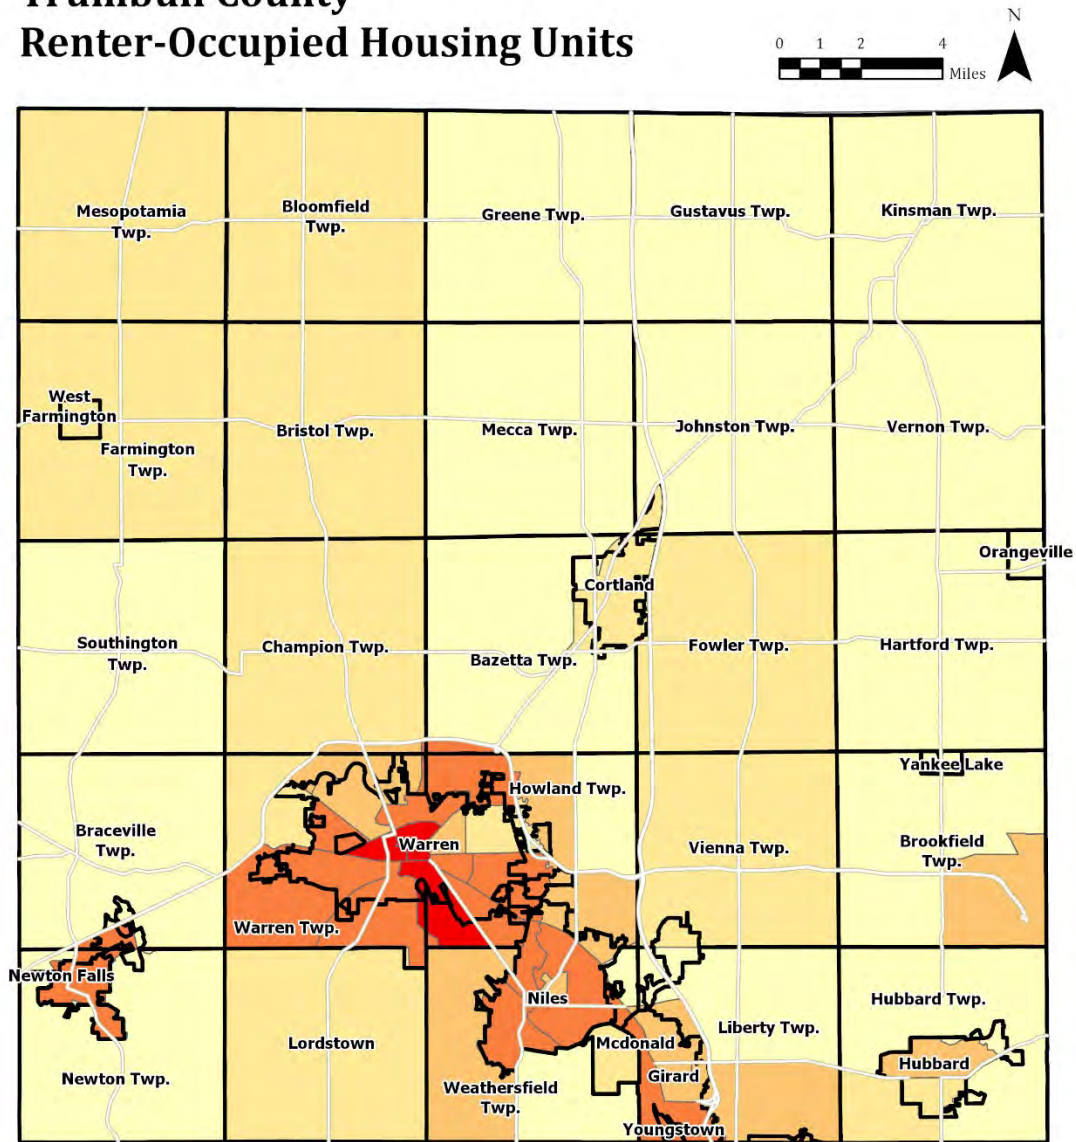 Trumbull County
Renter-Occupied Housing Units
N
0 1 2 4
Miles
Mesopotamia
Twp.
Bloomfield
Twp.
Greene Twp.
Gustavus Twp.
Kinsman Twp.
West
Farmington
Farmington
Twp.
Bristol Twp.
Mecca Twp.
Johnston Twp.
Vernon Twp.
Orangeville
Cortland
Southington
Twp.
Champion Twp.
Bazetta Twp.
Fowler Twp.
Hartford Twp.
Yankee Lake
Howland Twp.
Braceville
Twp.
Warren
Vienna Twp.
Brookfield
Twp.
Warren Twp.
Newton Falls
Niles
Hubbard Twp.
Lordstown
Mcdonald
Liberty Twp.
Hubbard
Newton Twp.
Weathersfield
Twp.
Girard
Youngstown